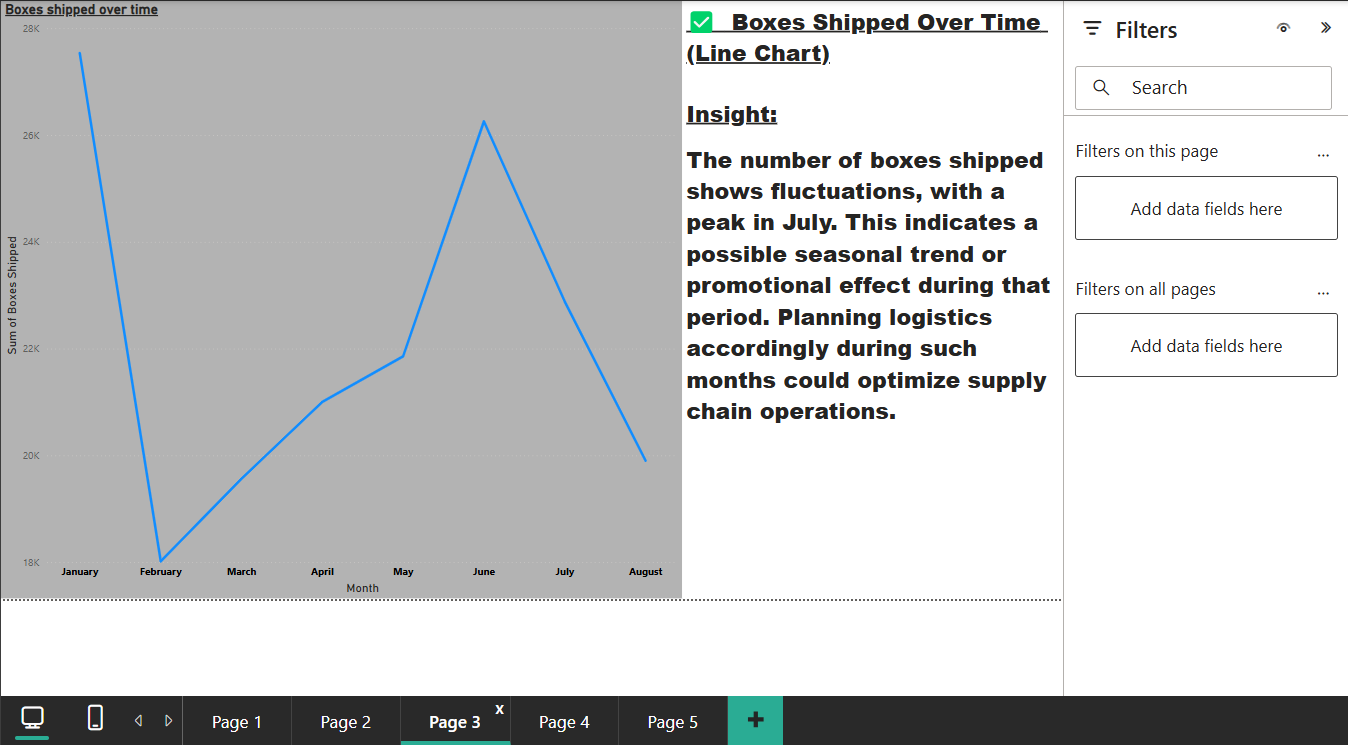 Boxes shipped over time
28K
26K
24K
22K
20K
18K
Sum of Boxes Shipped
January February March April May June July August
Month
✅ Boxes Shipped Over Time
(Line Chart)
Insight:
The number of boxes shipped
shows fluctuations, with a
peak in July. This indicates a
possible seasonal trend or
promotional effect during that
period. Planning logistics
accordingly during such
months could optimize supply
chain operations.
Filters
Search
Filters on this page ...
Add data fields here
Filters on all pages ...
Add data fields here
Page 1 Page 2 Page 3 x Page 4 Page 5 +